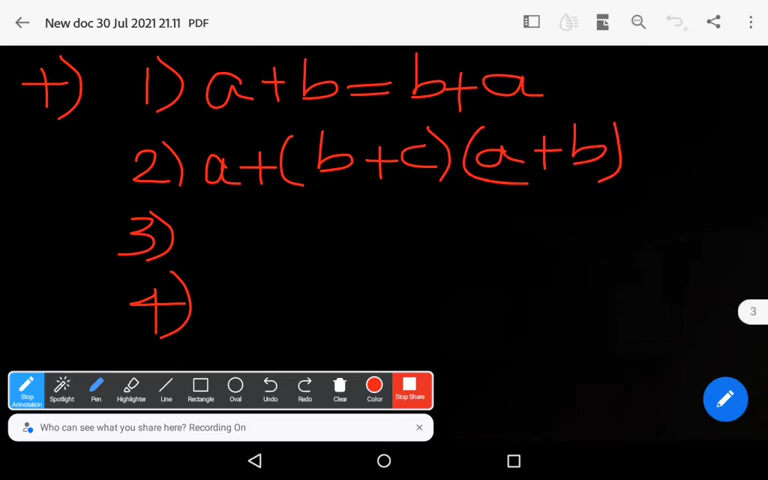 New doc 30 Jul 2021 21.11 PDF
+) 1) a+b=b+a
2) a+(b+c)(a+b)
3)
4)
3
Stop Annotation Spotlight Pen Highlighter Line Rectangle Oval Undo Redo Clear Color Stop Share
Who can see what you share here? Recording On